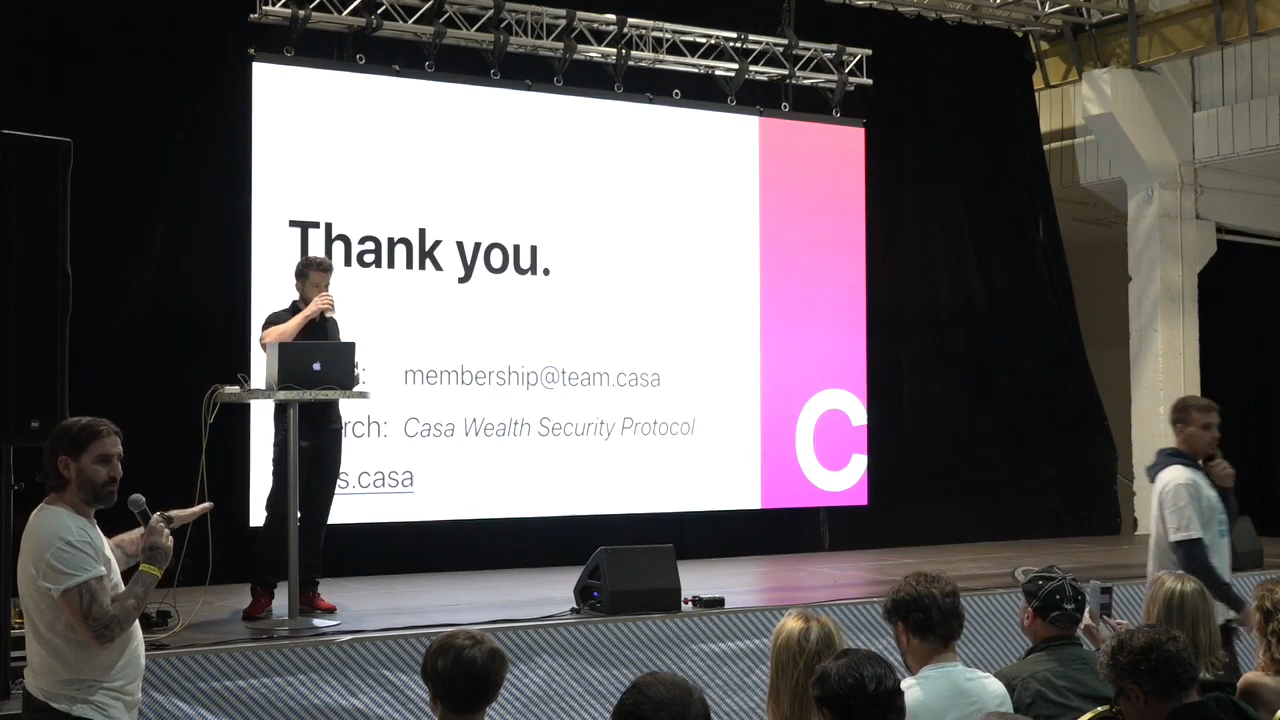 Thank you.
membership@team.casa
rch: Casa Wealth Security Protocol
s.casa
C